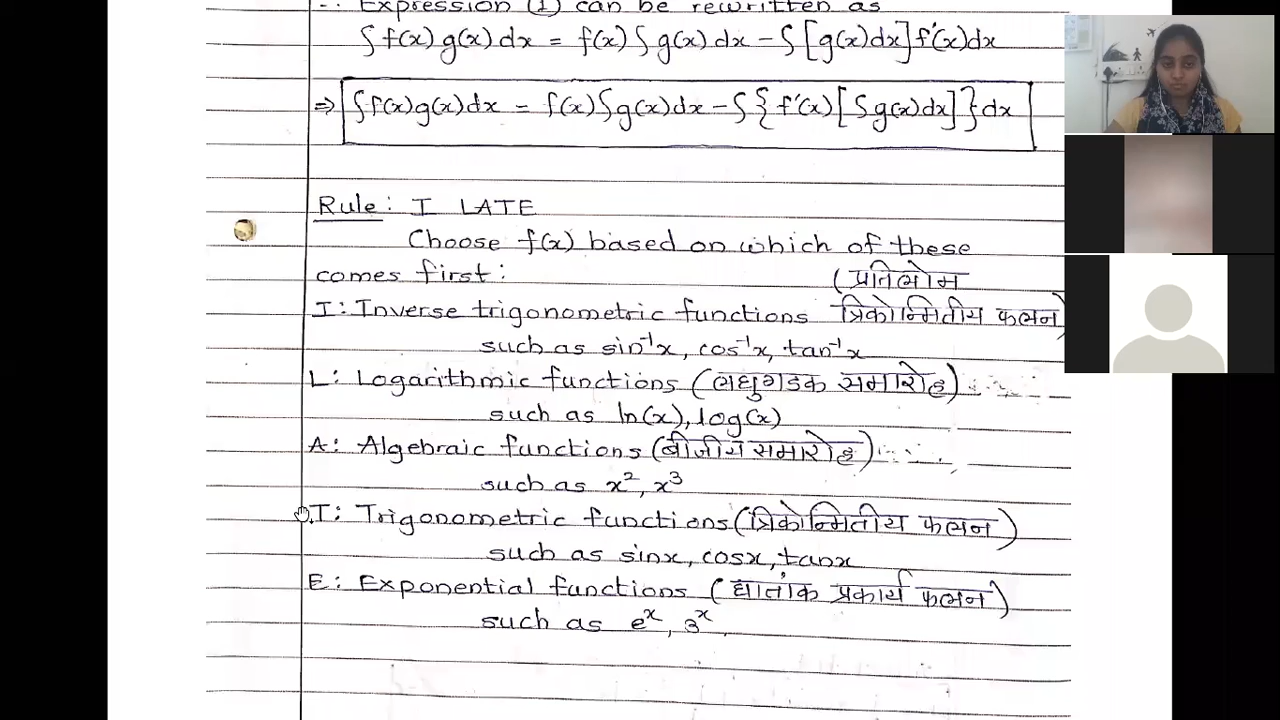 ∴ Expression (1) can be rewritten as
∫ f(x) g(x) dx = f(x) ∫ g(x) dx − ∫ [g(x)dx] f'(x)dx
⇒ ∫f(x)g(x)dx = f(x)∫g(x)dx − ∫{f'(x)[∫g(x)dx]}dx
Rule: I LATE
Choose f(x) based on which of these
comes first:
I: Inverse trigonometric functions (प्रतिलोम त्रिकोन्मितीय फलन)
such as sin⁻¹x, cos⁻¹x, tan⁻¹x
L: Logarithmic functions (लघुगडक समारोह)
such as ln(x), log(x)
A: Algebraic functions (बीजीय समारोह)
such as x², x³
T: Trigonometric functions (त्रिकोन्मितीय फलन)
such as sinx, cosx, tanx
E: Exponential functions (घातांक प्रकार्य फलन)
such as eˣ, 3ˣ